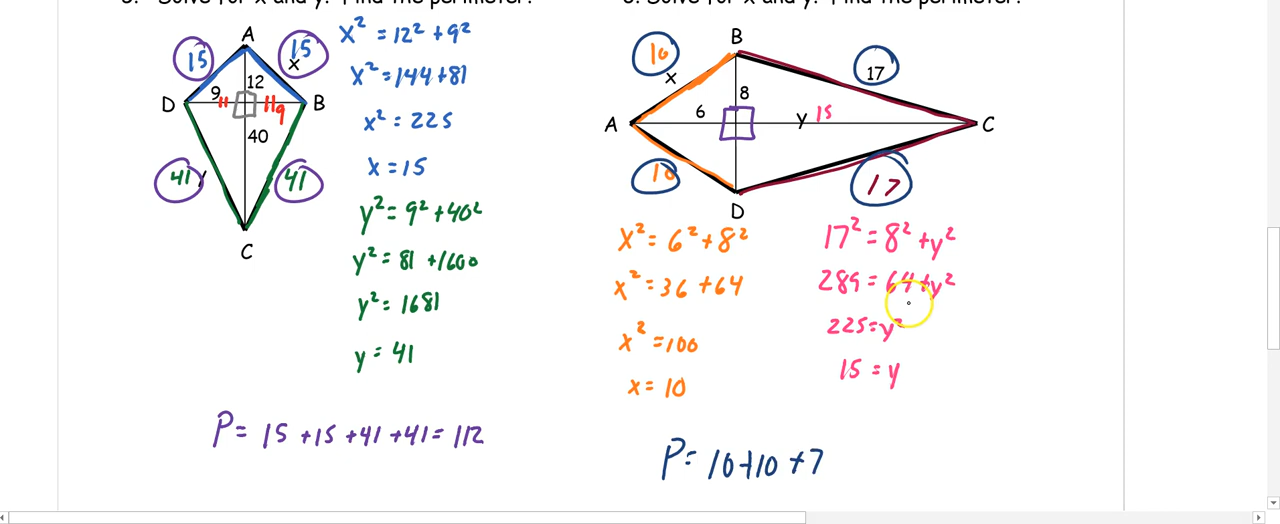 Solve for x and y. Find the perimeter.
A
15
15
x
12
9
9
D
B
40
41
y
41
C
x² = 12² + 9²
x² = 144 + 81
x² = 225
x = 15
y² = 9² + 40²
y² = 81 + 1600
y² = 1681
y = 41
P = 15 + 15 + 41 + 41 = 112
Solve for x and y. Find the perimeter.
B
10
x
17
8
A
6
y 15
C
10
17
D
x² = 6² + 8²
x² = 36 + 64
x² = 100
x = 10
17² = 8² + y²
289 = 64 + y²
225 = y²
15 = y
P = 10 + 10 + 7